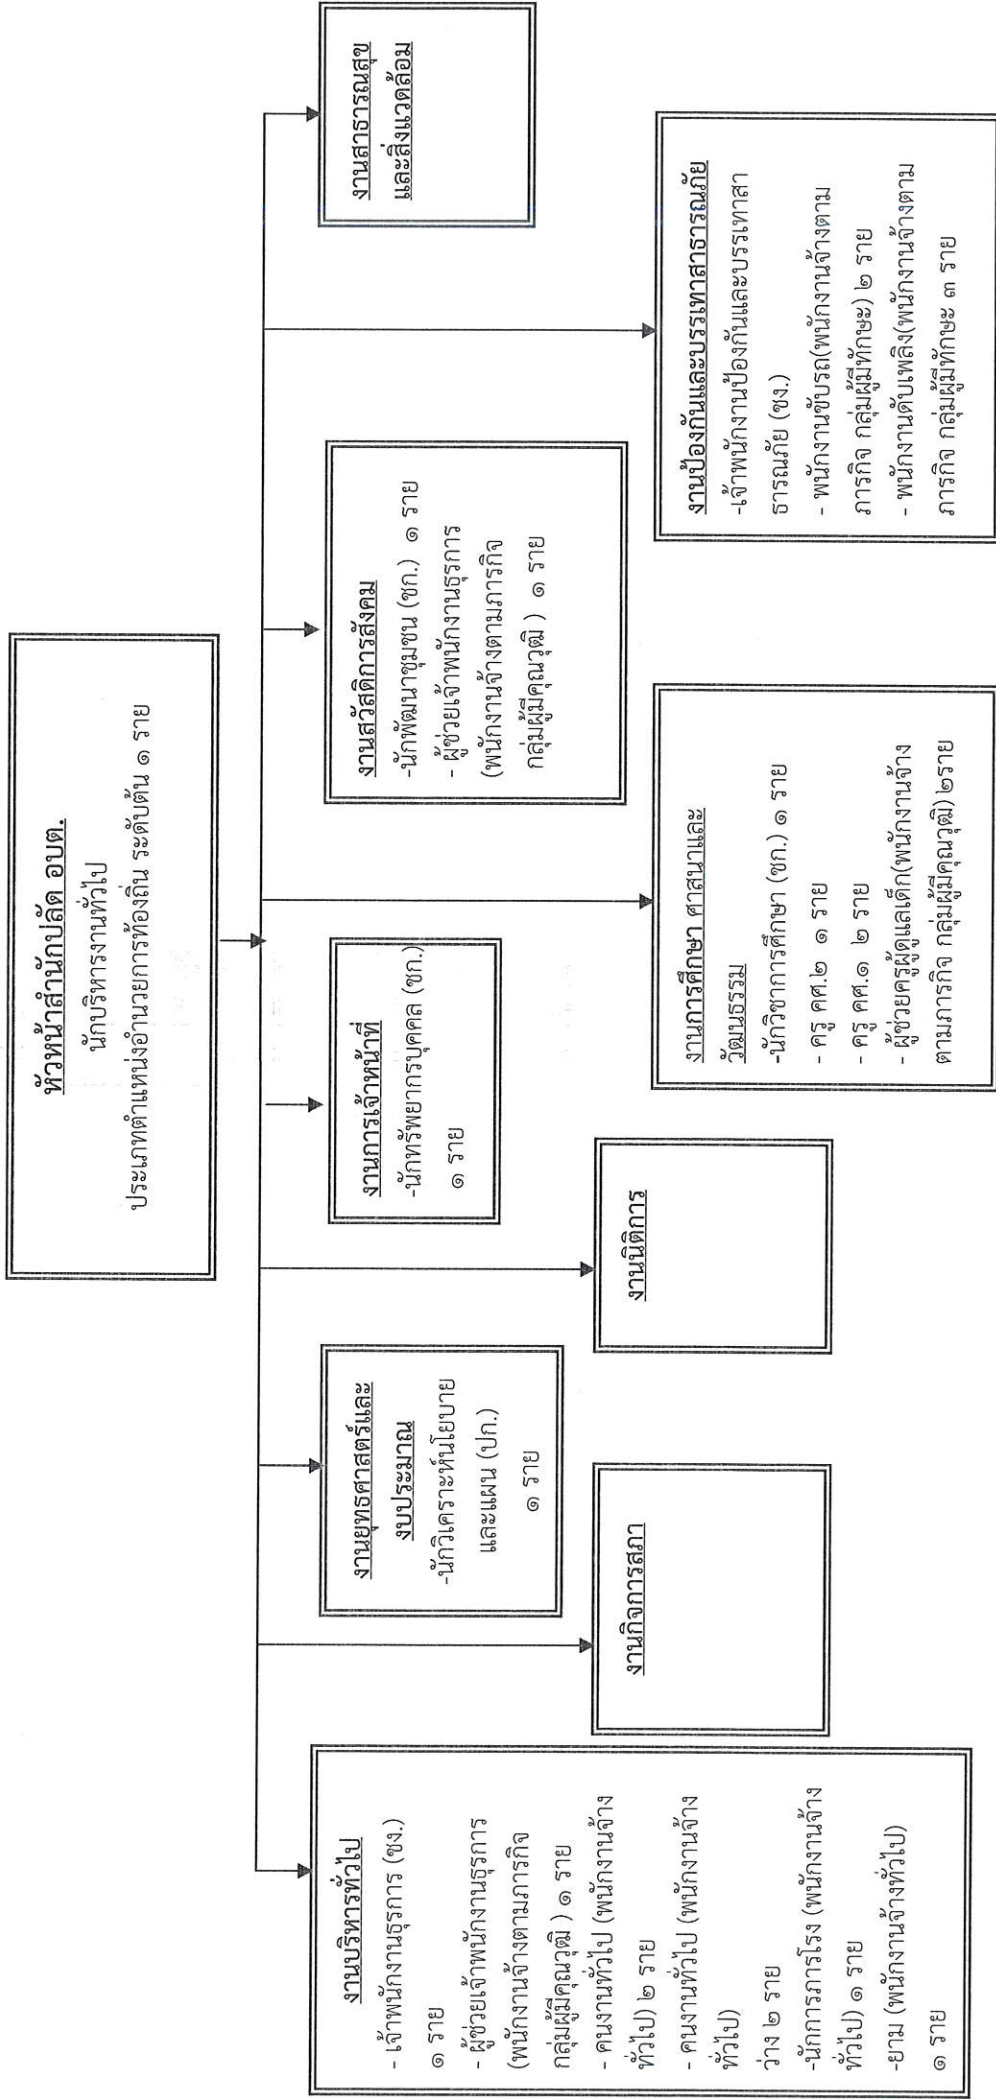 หัวหน้าสำนักปลัด อบต.
นักบริหารงานทั่วไป
ประเภทตำแหน่งอำนวยการท้องถิ่น ระดับต้น ๑ ราย
งานบริหารทั่วไป
- เจ้าพนักงานธุรการ (ชง.)
๑ ราย
- ผู้ช่วยเจ้าพนักงานธุรการ
(พนักงานจ้างตามภารกิจ
กลุ่มผู้มีคุณวุฒิ ) ๑ ราย
- คนงานทั่วไป (พนักงานจ้าง
ทั่วไป) ๒ ราย
- คนงานทั่วไป (พนักงานจ้าง
ทั่วไป)
ว่าง ๒ ราย
-นักการภารโรง (พนักงานจ้าง
ทั่วไป) ๑ ราย
-ยาม (พนักงานจ้างทั่วไป)
๑ ราย
งานกิจการสภา
งานยุทธศาสตร์และ
งบประมาณ
-นักวิเคราะห์นโยบาย
และแผน (ปก.)
๑ ราย
งานนิติการ
งานการเจ้าหน้าที่
-นักทรัพยากรบุคคล (ชก.)
๑ ราย
งานการศึกษา ศาสนาและ
วัฒนธรรม
-นักวิชาการศึกษา (ชก.) ๑ ราย
- ครู คศ.๒ ๑ ราย
- ครู คศ.๑ ๒ ราย
- ผู้ช่วยครูผู้ดูแลเด็ก(พนักงานจ้าง
ตามภารกิจ กลุ่มผู้มีคุณวุฒิ) ๒ราย
งานสวัสดิการสังคม
-นักพัฒนาชุมชน (ชก.) ๑ ราย
- ผู้ช่วยเจ้าพนักงานธุรการ
(พนักงานจ้างตามภารกิจ
กลุ่มผู้มีคุณวุฒิ ) ๑ ราย
งานป้องกันและบรรเทาสาธารณภัย
-เจ้าพนักงานป้องกันและบรรเทาสา
ธารณภัย (ชง.)
- พนักงานขับรถ(พนักงานจ้างตาม
ภารกิจ กลุ่มผู้มีทักษะ) ๒ ราย
- พนักงานดับเพลิง(พนักงานจ้างตาม
ภารกิจ กลุ่มผู้มีทักษะ ๓ ราย
งานสาธารณสุข
และสิ่งแวดล้อม